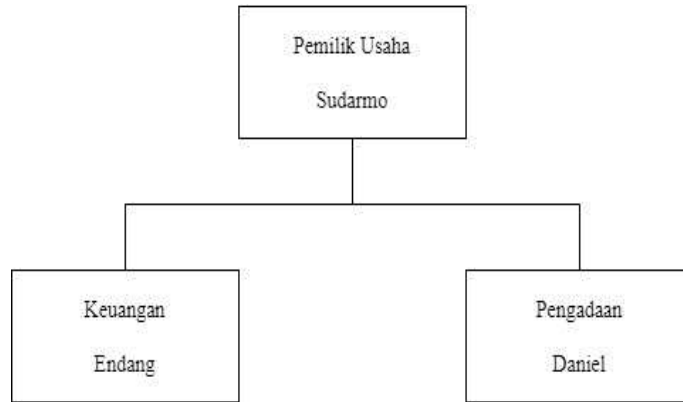 Pemilik Usaha
Sudarmo
Keuangan
Endang
Pengadaan
Daniel